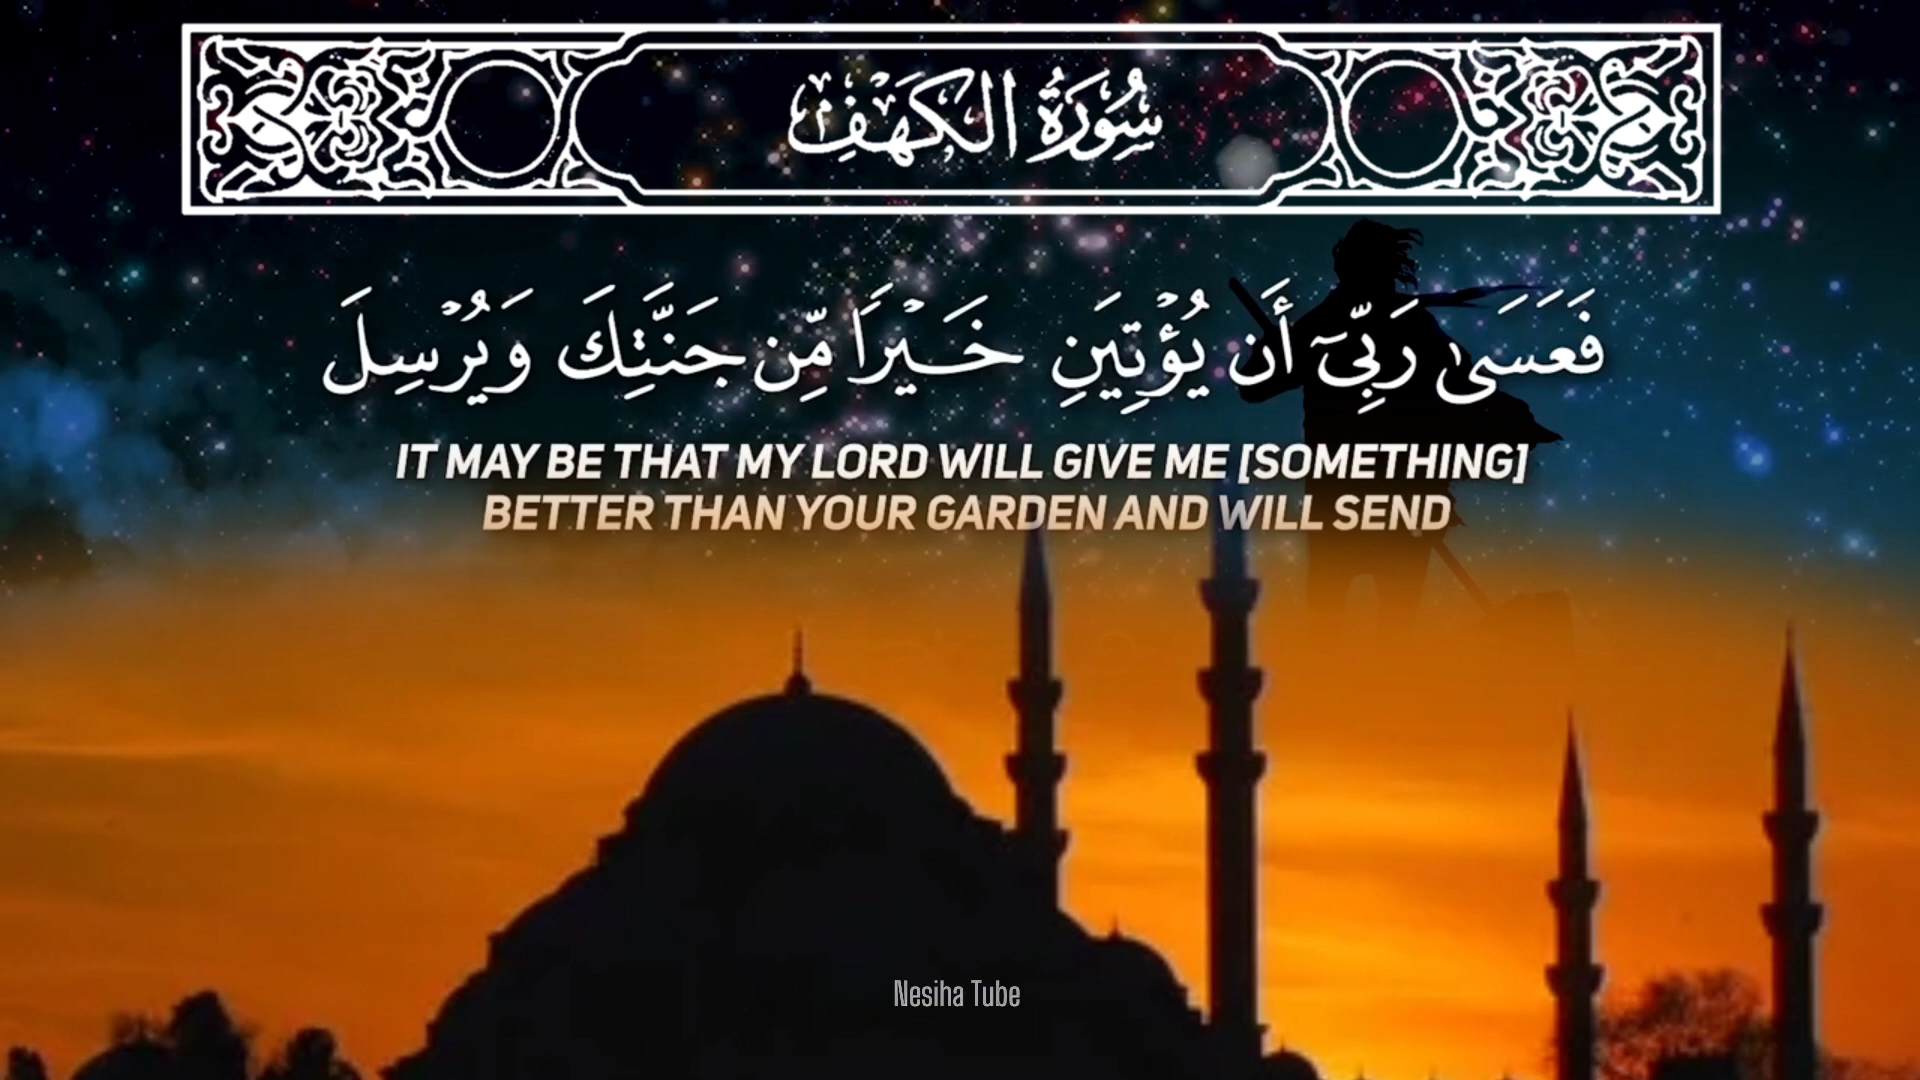 سُورَةُ الكَهْفِ
فَعَسَىٰ رَبِّىٓ أَن يُؤْتِيَنِ خَيْرًا مِّن جَنَّتِكَ وَيُرْسِلَ
IT MAY BE THAT MY LORD WILL GIVE ME [SOMETHING]
BETTER THAN YOUR GARDEN AND WILL SEND
Nesiha Tube